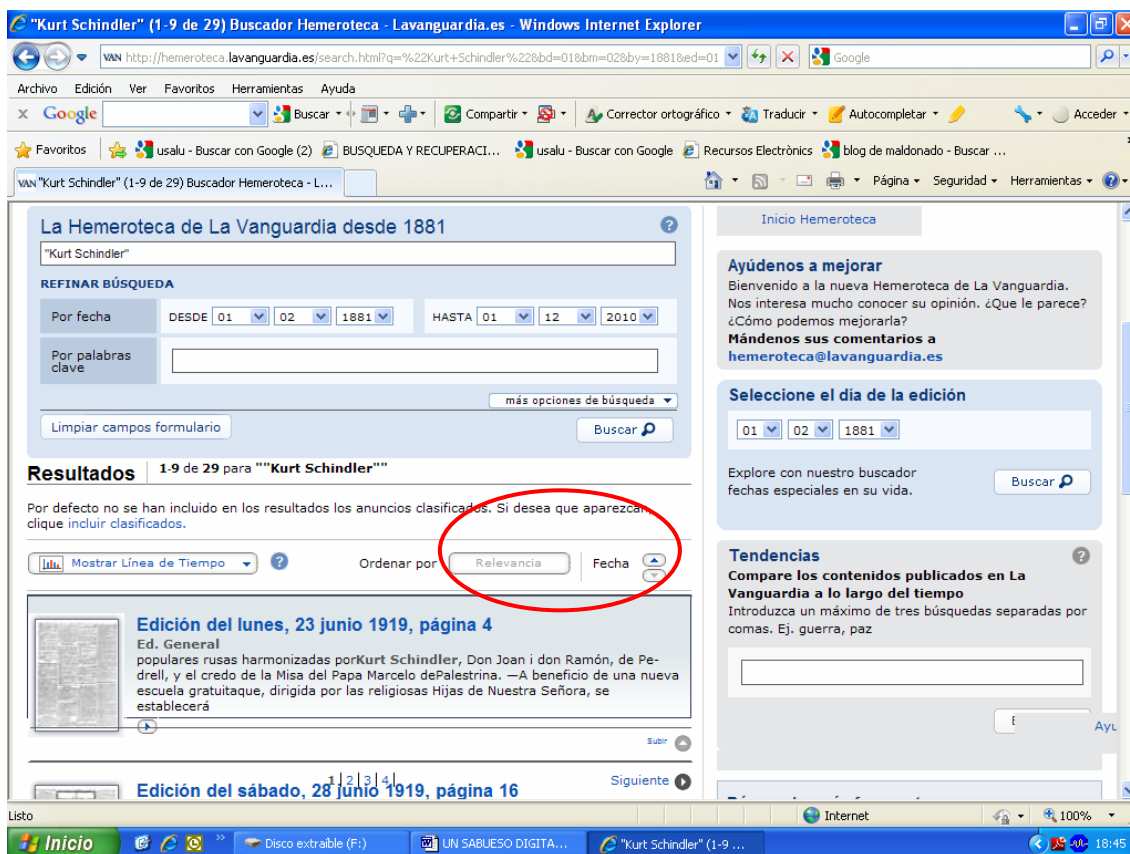 "Kurt Schindler" (1-9 de 29) Buscador Hemeroteca - Lavanguardia.es - Windows Internet Explorer
VAN http://hemeroteca.lavanguardia.es/search.html?q=%22Kurt+Schindler%22&bd=01&bm=02&by=1881&ed=01 Google
Archivo Edición Ver Favoritos Herramientas Ayuda
x Google Buscar Compartir Corrector ortográfico Traducir Autocompletar Acceder
Favoritos usalu - Buscar con Google (2) BUSQUEDA Y RECUPERACI... usalu - Buscar con Google Recursos Electrònics blog de maldonado - Buscar ...
VAN "Kurt Schindler" (1-9 de 29) Buscador Hemeroteca - L... Página Seguridad Herramientas
La Hemeroteca de La Vanguardia desde 1881
"Kurt Schindler"
REFINAR BÚSQUEDA
Por fecha DESDE 01 02 1881 HASTA 01 12 2010
Por palabras
clave
más opciones de búsqueda
Limpiar campos formulario Buscar
Resultados 1-9 de 29 para ""Kurt Schindler""
Por defecto no se han incluido en los resultados los anuncios clasificados. Si desea que aparezcan,
clique incluir clasificados.
Mostrar Línea de Tiempo ? Ordenar por Relevancia Fecha
Edición del lunes, 23 junio 1919, página 4
Ed. General
populares rusas harmonizadas porKurt Schindler, Don Joan i don Ramón, de Pe-
drell, y el credo de la Misa del Papa Marcelo dePalestrina. —A beneficio de una nueva
escuela gratuitaque, dirigida por las religiosas Hijas de Nuestra Señora, se
establecerá
Subir
1 | 2 | 3 | 4 | Siguiente
Edición del sábado, 28 junio 1919, página 16
Inicio Hemeroteca
Ayúdenos a mejorar
Bienvenido a la nueva Hemeroteca de La Vanguardia.
Nos interesa mucho conocer su opinión. ¿Que le parece?
¿Cómo podemos mejorarla?
Mándenos sus comentarios a
hemeroteca@lavanguardia.es
Seleccione el día de la edición
01 02 1881
Explore con nuestro buscador
fechas especiales en su vida.
Buscar
Tendencias ?
Compare los contenidos publicados en La
Vanguardia a lo largo del tiempo
Introduzca un máximo de tres búsquedas separadas por
comas. Ej. guerra, paz
Listo Internet 100%
Inicio Disco extraíble (F:) UN SABUESO DIGITA... "Kurt Schindler" (1-9 ... 18:45